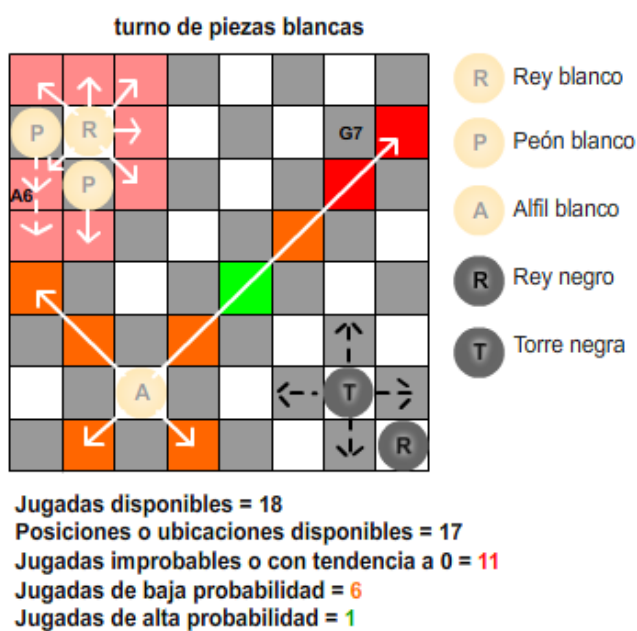 turno de piezas blancas
P
R
G7
P
A6
A
T
R
R Rey blanco
P Peón blanco
A Alfil blanco
R Rey negro
T Torre negra
Jugadas disponibles = 18
Posiciones o ubicaciones disponibles = 17
Jugadas improbables o con tendencia a 0 = 11
Jugadas de baja probabilidad = 6
Jugadas de alta probabilidad = 1